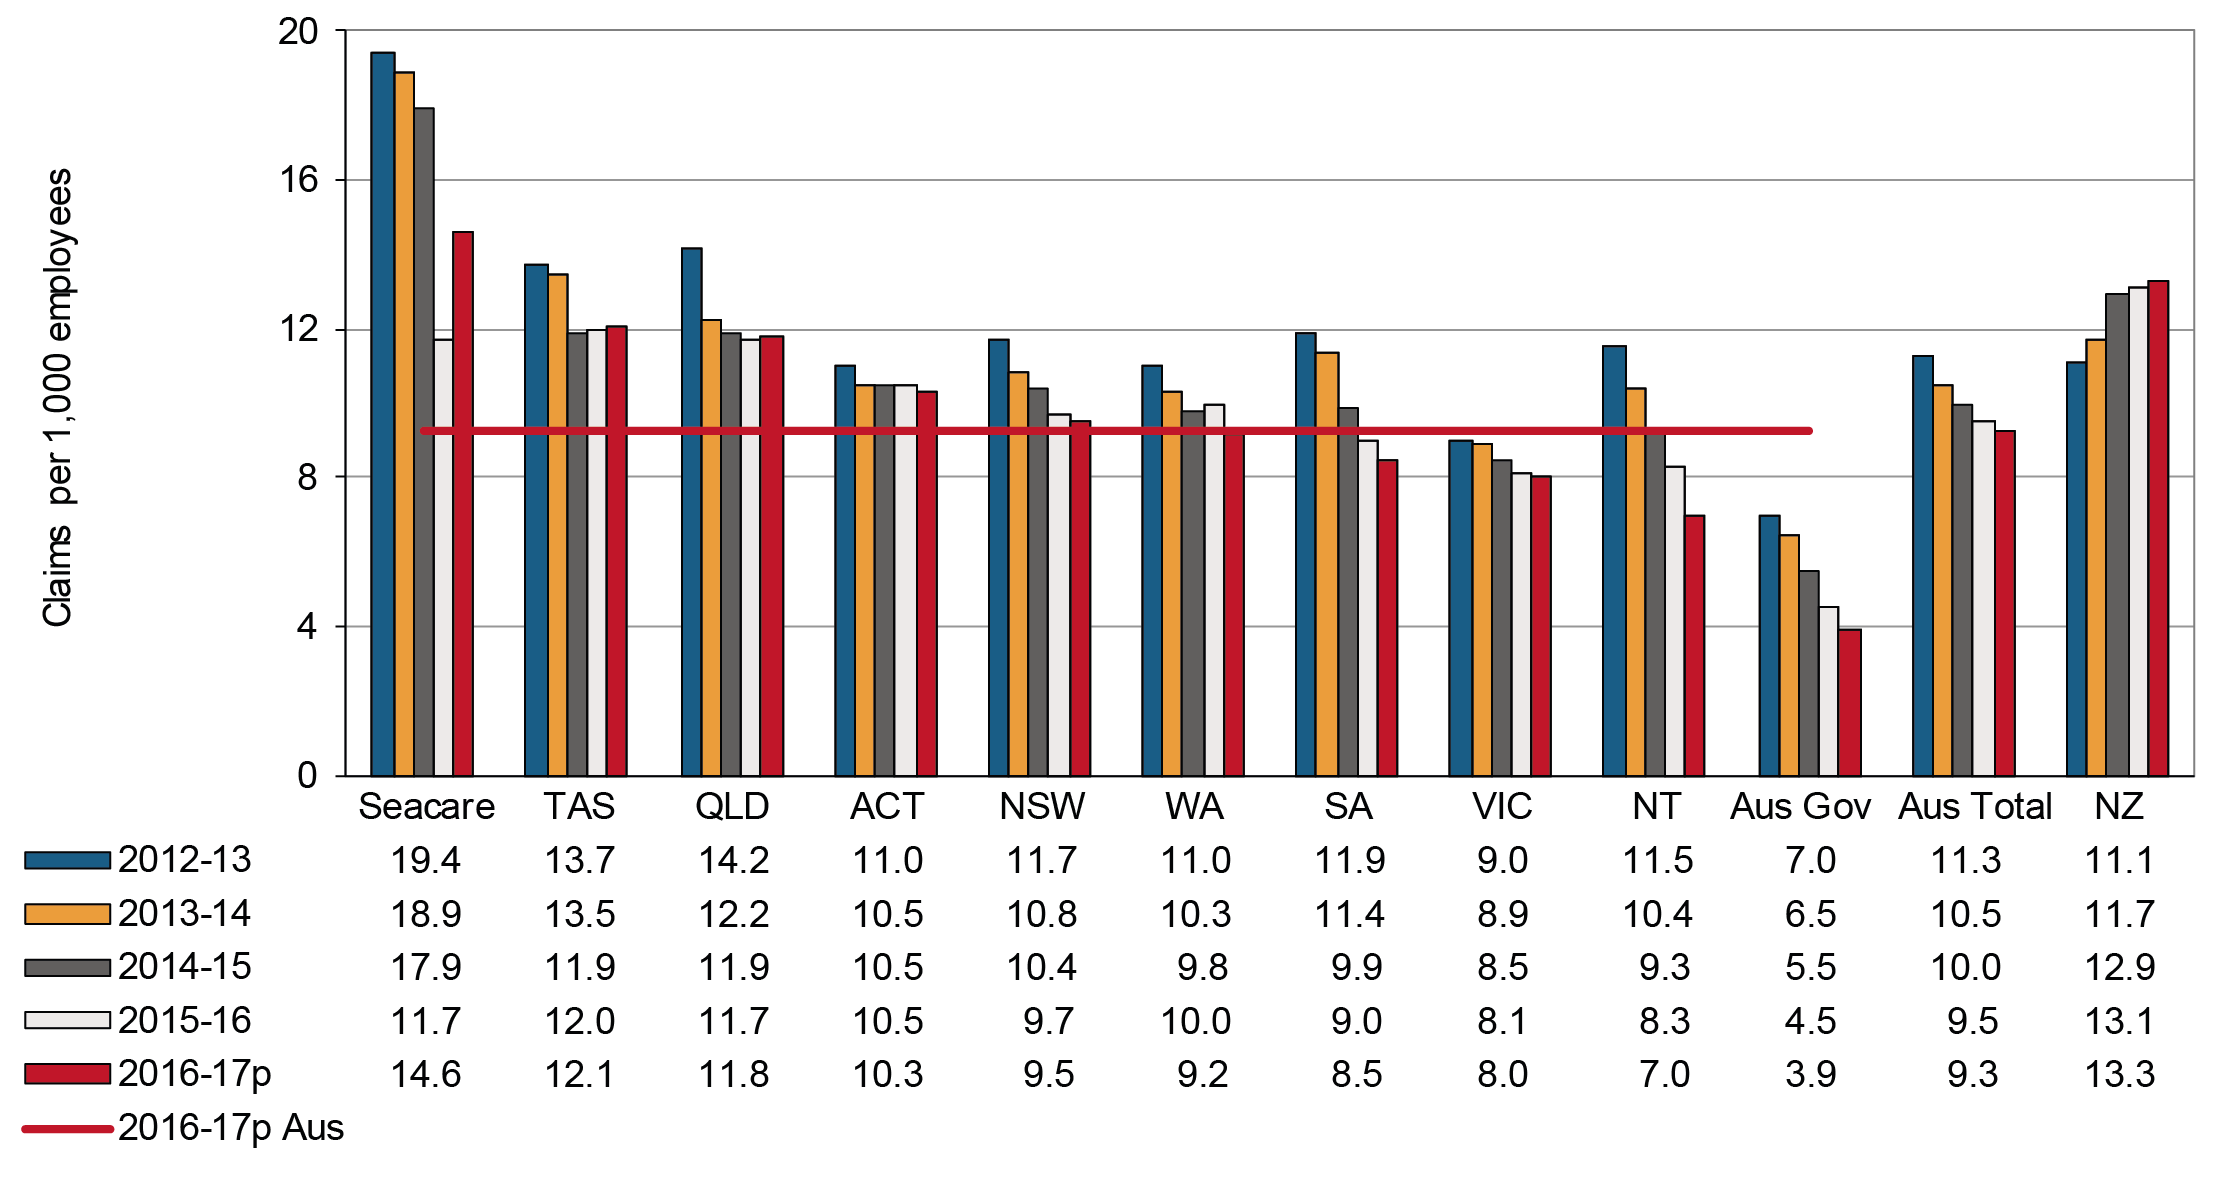 Claims per 1,000 employees
20
16
12
8
4
0
Seacare TAS QLD ACT NSW WA SA VIC NT Aus Gov Aus Total NZ
2012-13 19.4 13.7 14.2 11.0 11.7 11.0 11.9 9.0 11.5 7.0 11.3 11.1
2013-14 18.9 13.5 12.2 10.5 10.8 10.3 11.4 8.9 10.4 6.5 10.5 11.7
2014-15 17.9 11.9 11.9 10.5 10.4 9.8 9.9 8.5 9.3 5.5 10.0 12.9
2015-16 11.7 12.0 11.7 10.5 9.7 10.0 9.0 8.1 8.3 4.5 9.5 13.1
2016-17p 14.6 12.1 11.8 10.3 9.5 9.2 8.5 8.0 7.0 3.9 9.3 13.3
2016-17p Aus